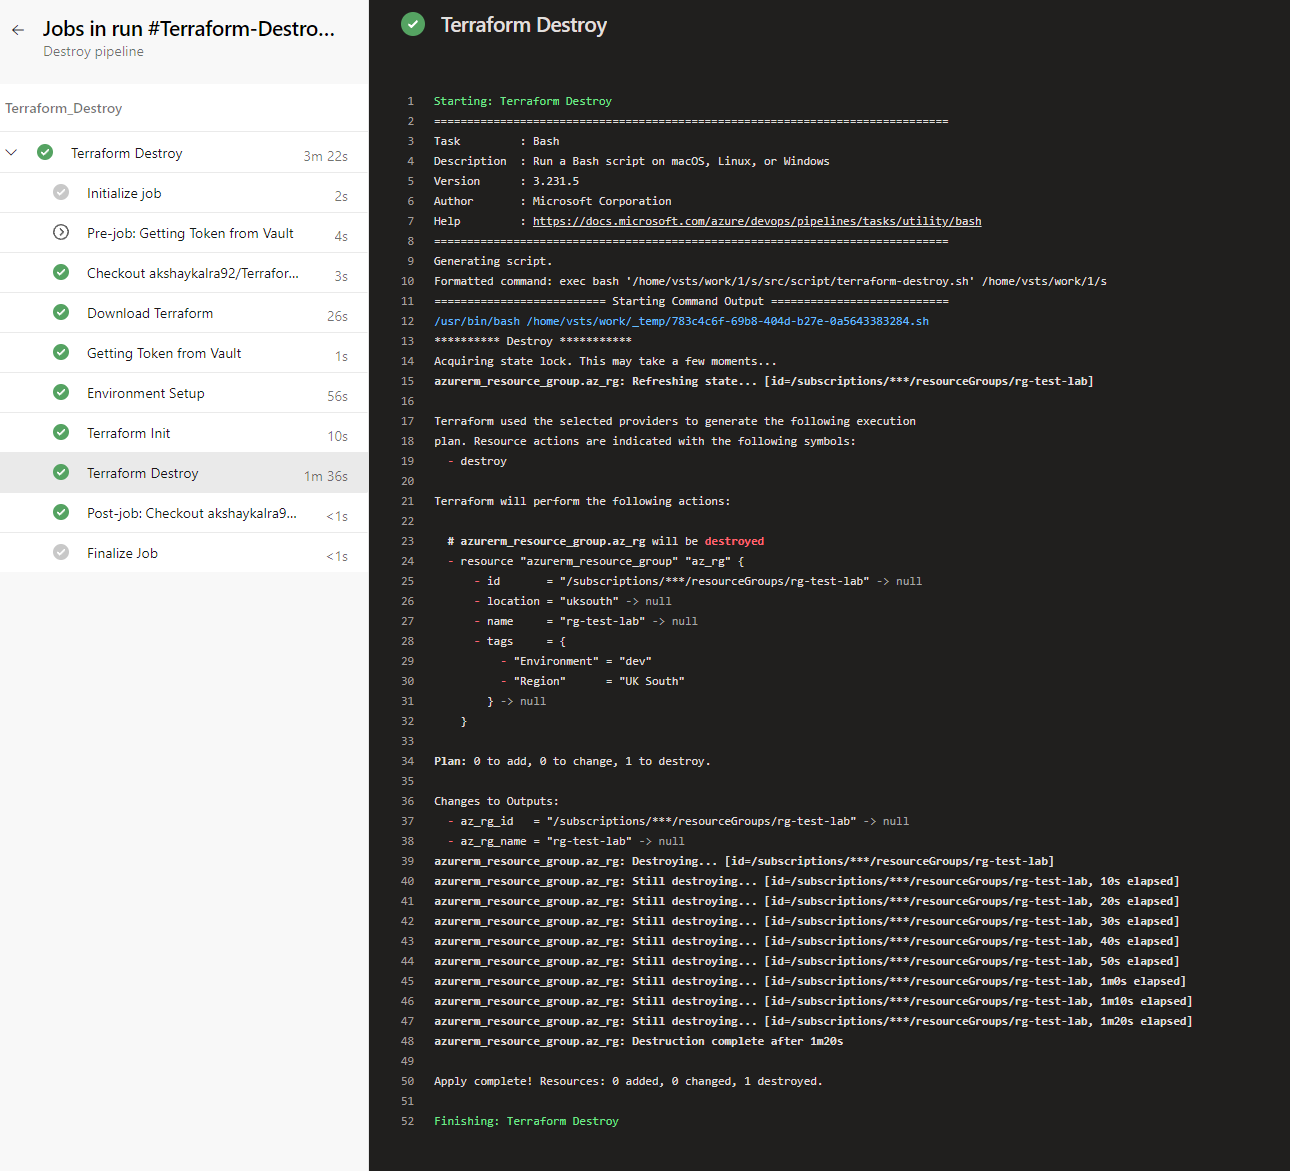 Jobs in run #Terraform-Destro...
Destroy pipeline
Terraform_Destroy
Terraform Destroy 3m 22s
Initialize job 2s
Pre-job: Getting Token from Vault 4s
Checkout akshaykalra92/Terrafor... 3s
Download Terraform 26s
Getting Token from Vault 1s
Environment Setup 56s
Terraform Init 10s
Terraform Destroy 1m 36s
Post-job: Checkout akshaykalra9... <1s
Finalize Job <1s
Terraform Destroy
1 Starting: Terraform Destroy
2 ==============================================================================
3 Task         : Bash
4 Description  : Run a Bash script on macOS, Linux, or Windows
5 Version      : 3.231.5
6 Author       : Microsoft Corporation
7 Help         : https://docs.microsoft.com/azure/devops/pipelines/tasks/utility/bash
8 ==============================================================================
9 Generating script.
10 Formatted command: exec bash '/home/vsts/work/1/s/src/script/terraform-destroy.sh' /home/vsts/work/1/s
11 ========================== Starting Command Output ===========================
12 /usr/bin/bash /home/vsts/work/_temp/783c4c6f-69b8-404d-b27e-0a5643383284.sh
13 ********** Destroy ***********
14 Acquiring state lock. This may take a few moments...
15 azurerm_resource_group.az_rg: Refreshing state... [id=/subscriptions/***/resourceGroups/rg-test-lab]
16
17 Terraform used the selected providers to generate the following execution
18 plan. Resource actions are indicated with the following symbols:
19   - destroy
20
21 Terraform will perform the following actions:
22
23   # azurerm_resource_group.az_rg will be destroyed
24   - resource "azurerm_resource_group" "az_rg" {
25       - id       = "/subscriptions/***/resourceGroups/rg-test-lab" -> null
26       - location = "uksouth" -> null
27       - name     = "rg-test-lab" -> null
28       - tags     = {
29           - "Environment" = "dev"
30           - "Region"      = "UK South"
31         } -> null
32     }
33
34 Plan: 0 to add, 0 to change, 1 to destroy.
35
36 Changes to Outputs:
37   - az_rg_id   = "/subscriptions/***/resourceGroups/rg-test-lab" -> null
38   - az_rg_name = "rg-test-lab" -> null
39 azurerm_resource_group.az_rg: Destroying... [id=/subscriptions/***/resourceGroups/rg-test-lab]
40 azurerm_resource_group.az_rg: Still destroying... [id=/subscriptions/***/resourceGroups/rg-test-lab, 10s elapsed]
41 azurerm_resource_group.az_rg: Still destroying... [id=/subscriptions/***/resourceGroups/rg-test-lab, 20s elapsed]
42 azurerm_resource_group.az_rg: Still destroying... [id=/subscriptions/***/resourceGroups/rg-test-lab, 30s elapsed]
43 azurerm_resource_group.az_rg: Still destroying... [id=/subscriptions/***/resourceGroups/rg-test-lab, 40s elapsed]
44 azurerm_resource_group.az_rg: Still destroying... [id=/subscriptions/***/resourceGroups/rg-test-lab, 50s elapsed]
45 azurerm_resource_group.az_rg: Still destroying... [id=/subscriptions/***/resourceGroups/rg-test-lab, 1m0s elapsed]
46 azurerm_resource_group.az_rg: Still destroying... [id=/subscriptions/***/resourceGroups/rg-test-lab, 1m10s elapsed]
47 azurerm_resource_group.az_rg: Still destroying... [id=/subscriptions/***/resourceGroups/rg-test-lab, 1m20s elapsed]
48 azurerm_resource_group.az_rg: Destruction complete after 1m20s
49
50 Apply complete! Resources: 0 added, 0 changed, 1 destroyed.
51
52 Finishing: Terraform Destroy